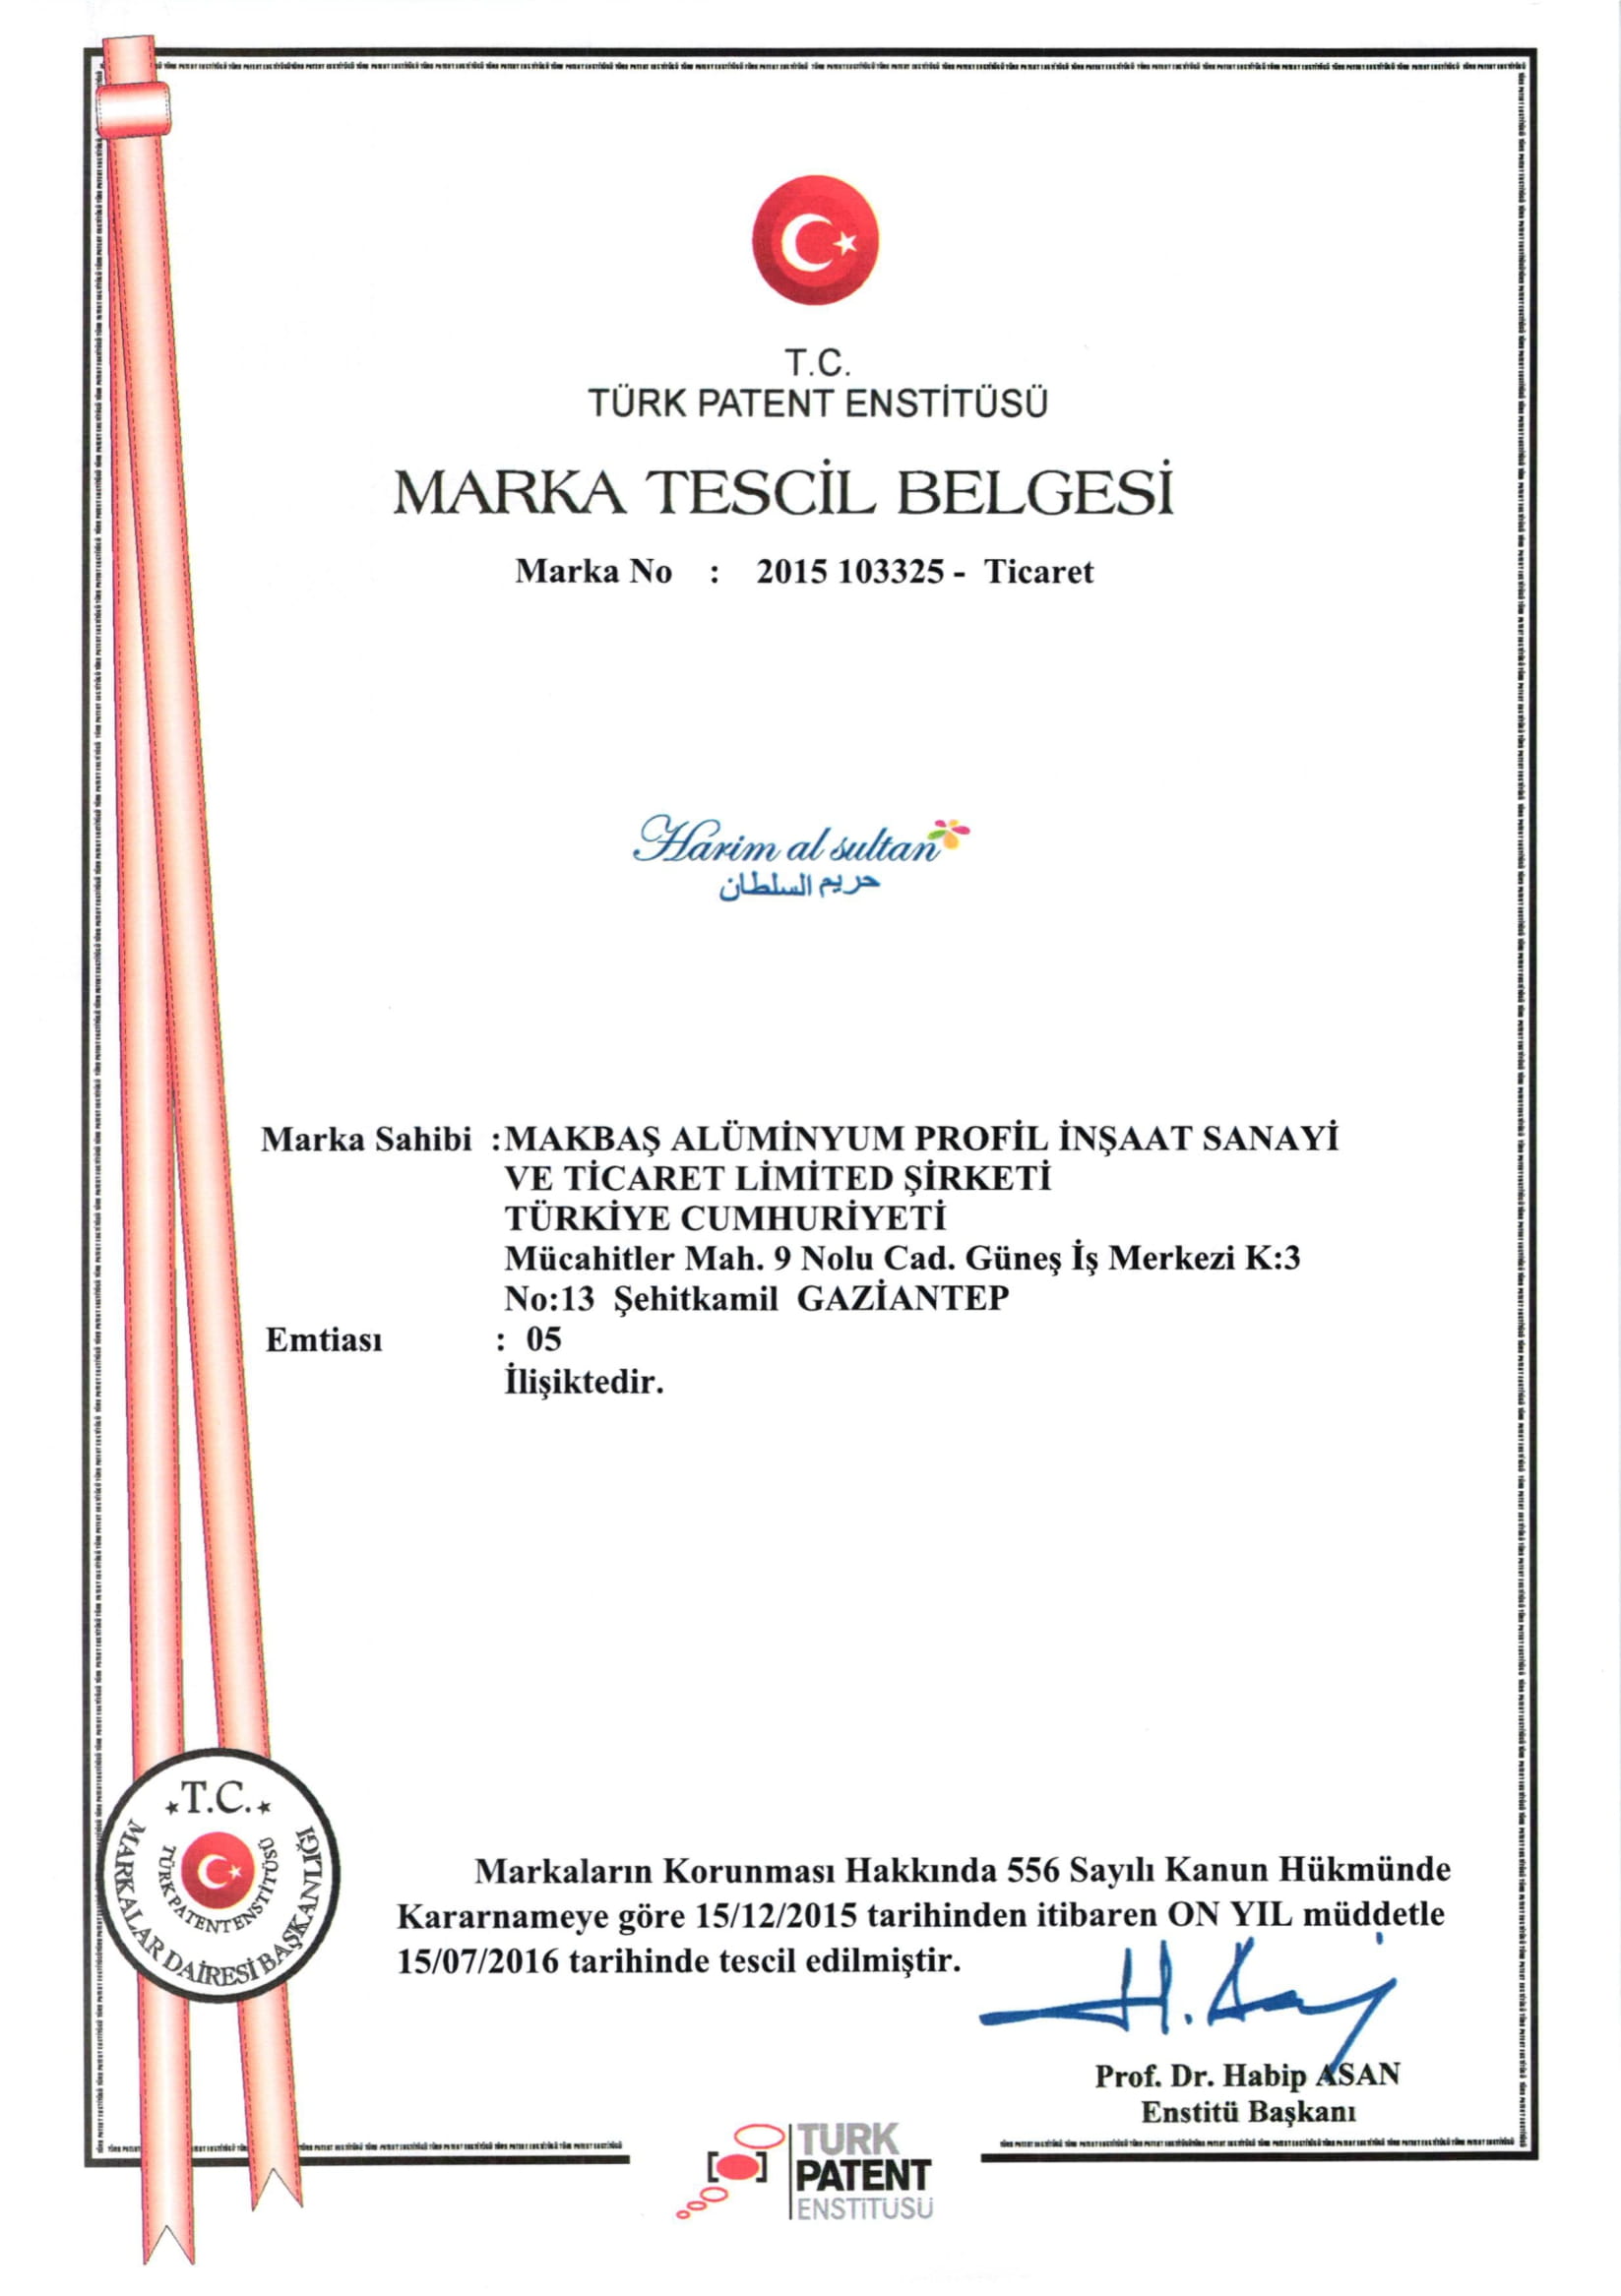 T.C.
TÜRK PATENT ENSTİTÜSÜ
MARKA TESCİL BELGESİ
Marka No : 2015 103325 - Ticaret
Harim al sultan
حريم السلطان
Marka Sahibi :MAKBAŞ ALÜMİNYUM PROFİL İNŞAAT SANAYİ
VE TİCARET LİMİTED ŞİRKETİ
TÜRKİYE CUMHURİYETİ
Mücahitler Mah. 9 Nolu Cad. Güneş İş Merkezi K:3
No:13 Şehitkamil GAZİANTEP
Emtiası : 05
İlişiktedir.
T.C.
TÜRK PATENT ENSTİTÜSÜ
MARKALAR DAİRESİ BAŞKANLIĞI
Markaların Korunması Hakkında 556 Sayılı Kanun Hükmünde
Kararnameye göre 15/12/2015 tarihinden itibaren ON YIL müddetle
15/07/2016 tarihinde tescil edilmiştir.
H. Asan
Prof. Dr. Habip ASAN
Enstitü Başkanı
TURK
PATENT
ENSTITUSU